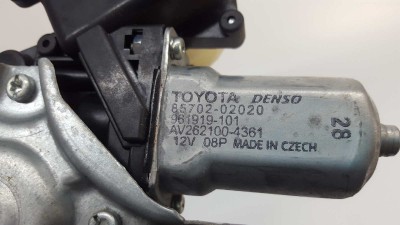 TOYOTA DENSO
85702-02020
961919-101
AV262100-4361
12V 08P MADE IN CZECH
28